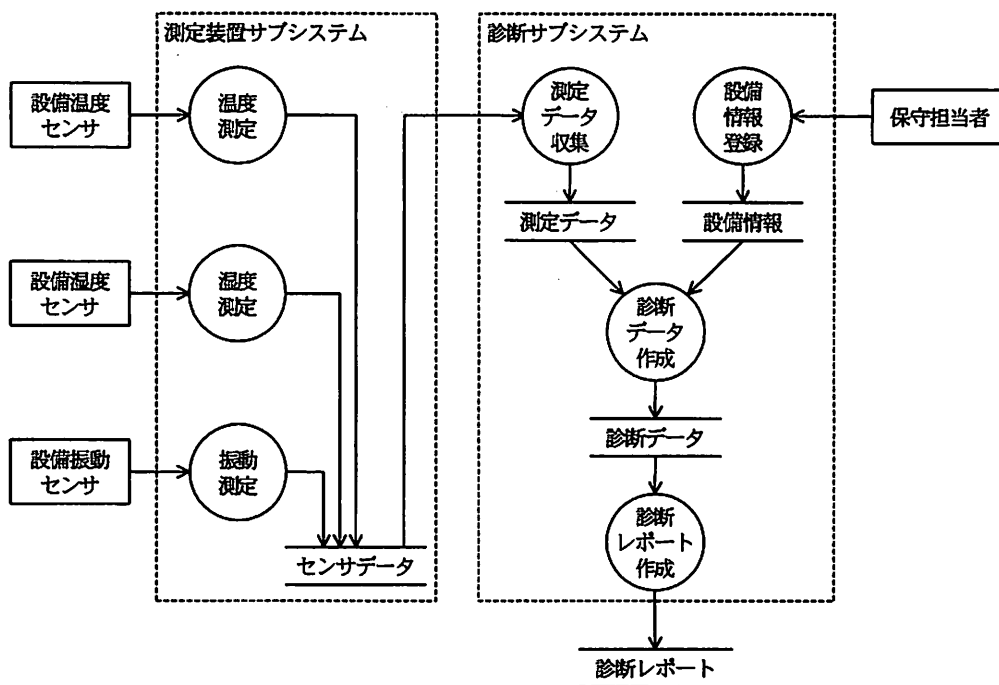 測定装置サブシステム
診断サブシステム
設備温度
センサ
温度
測定
測定
データ
収集
設備
情報
登録
保守担当者
測定データ
設備情報
設備湿度
センサ
湿度
測定
診断
データ
作成
診断データ
設備振動
センサ
振動
測定
センサデータ
診断
レポート
作成
診断レポート